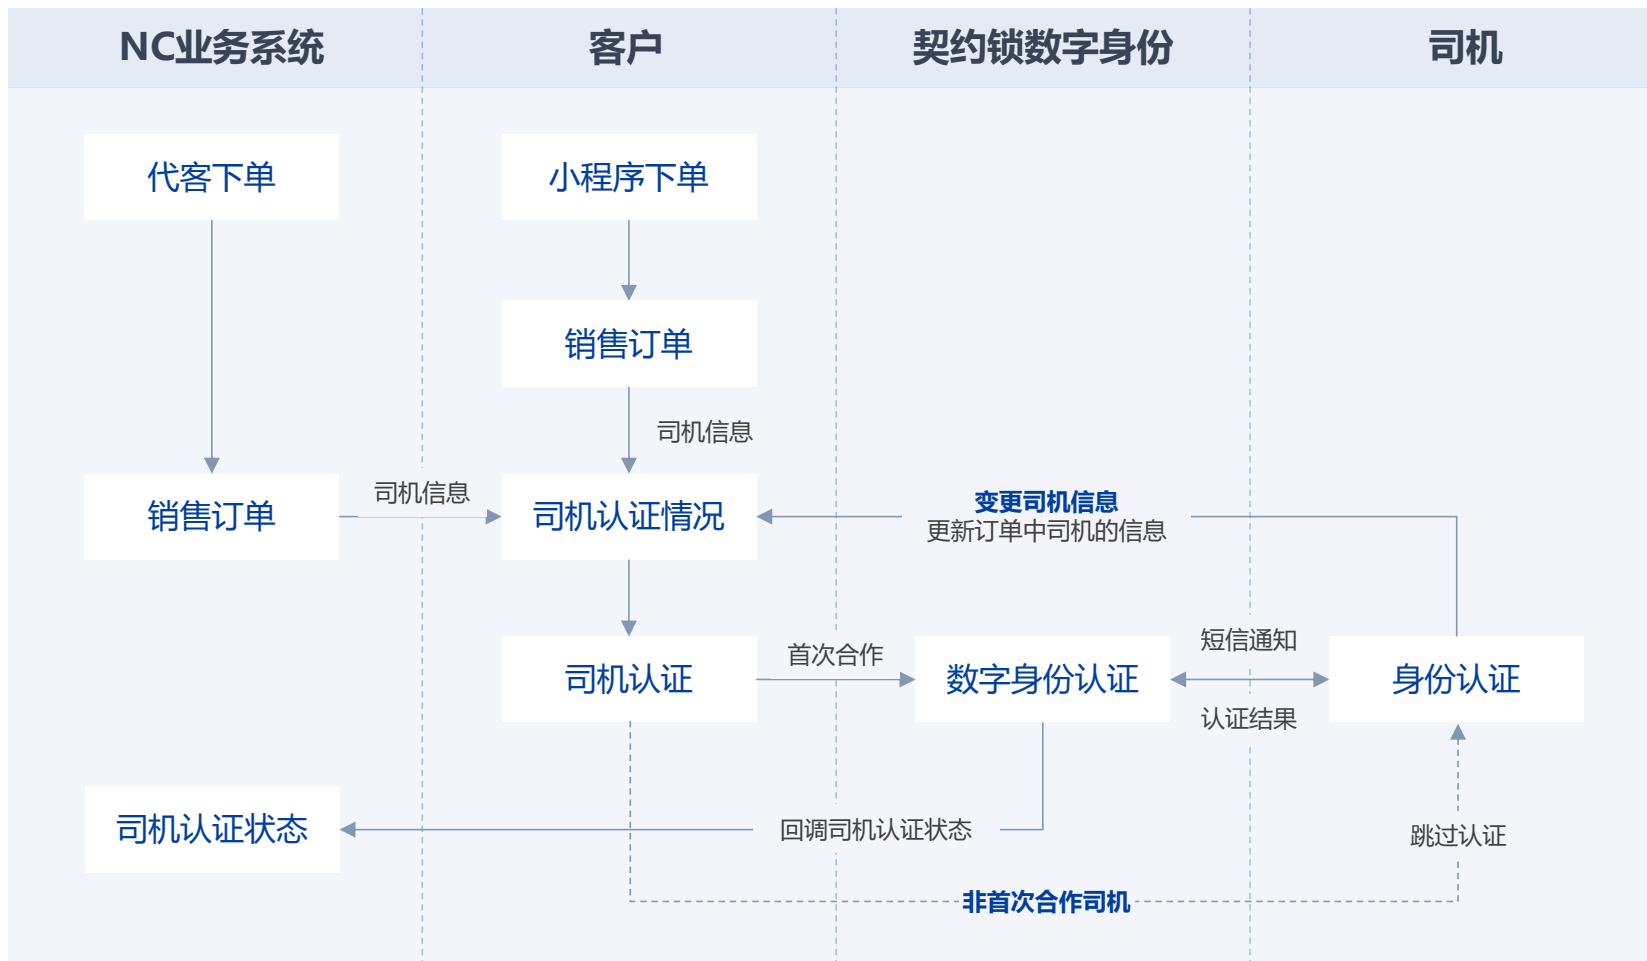 NC业务系统
客户
契约锁数字身份
司机
代客下单
小程序下单
销售订单
司机信息
销售订单
司机信息
司机认证情况
变更司机信息
更新订单中司机的信息
司机认证
首次合作
数字身份认证
短信通知
认证结果
身份认证
司机认证状态
回调司机认证状态
跳过认证
非首次合作司机